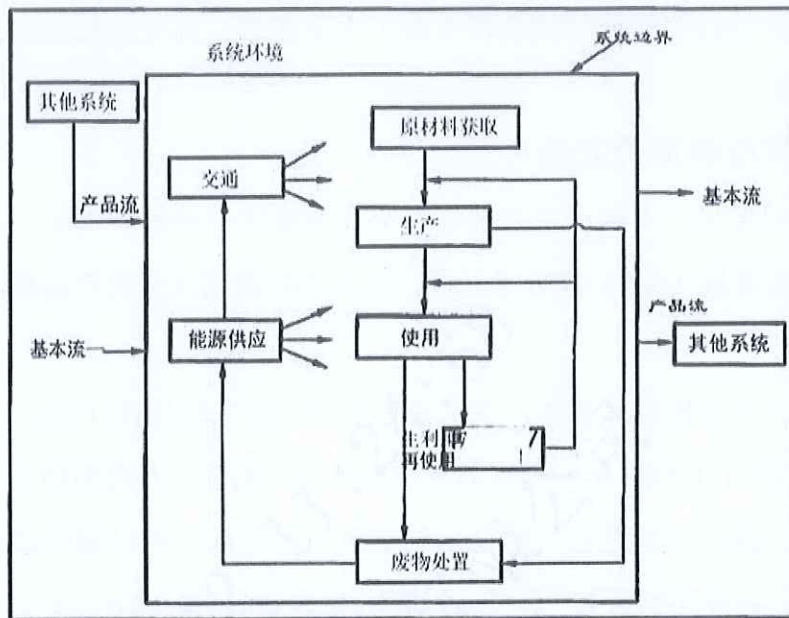 系统环境
系统边界
其他系统
原材料获取
交通
产品流
基本流
生产
能源供应
使用
产品流
基本流
其他系统
生利
再使用
废物处置